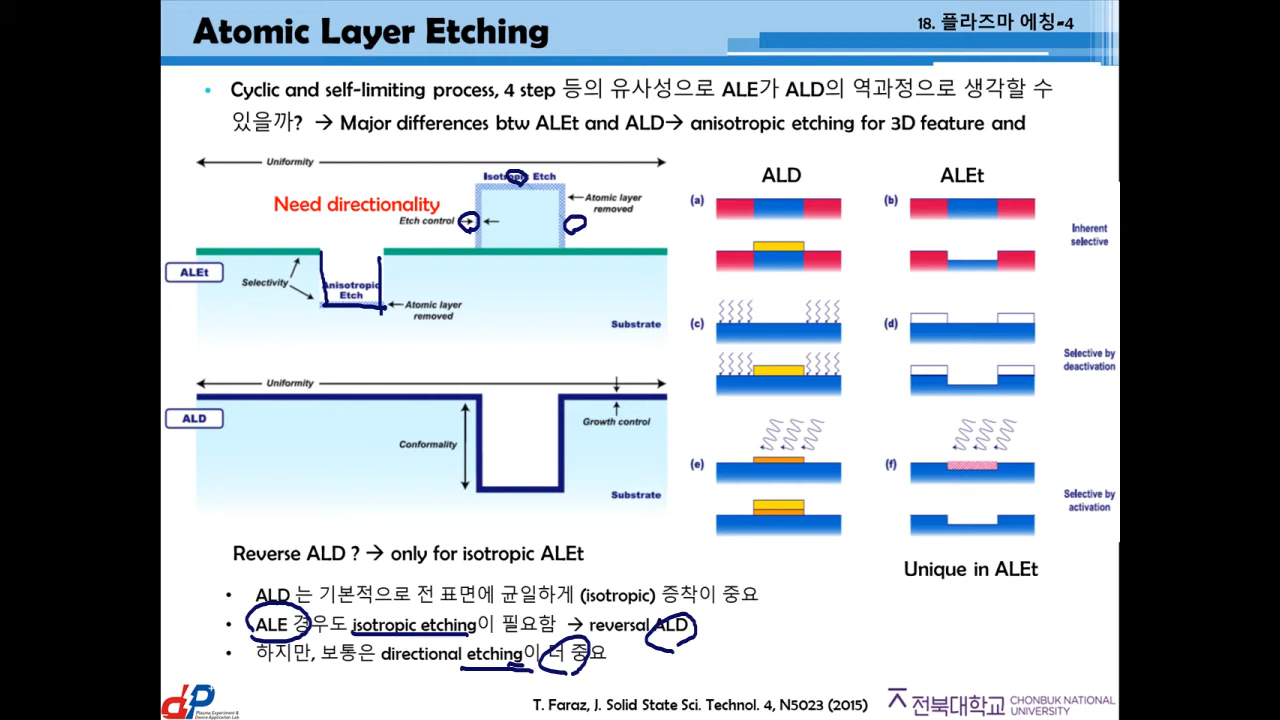 Atomic Layer Etching
18. 플라즈마 에칭-4
• Cyclic and self-limiting process, 4 step 등의 유사성으로 ALE가 ALD의 역과정으로 생각할 수
있을까? → Major differences btw ALEt and ALD→ anisotropic etching for 3D feature and
Uniformity
Isotropic Etch
Need directionality
Etch control
Atomic layer
removed
ALEt
Selectivity
Anisotropic
Etch
Atomic layer
removed
Substrate
Uniformity
ALD
Growth control
Conformality
Substrate
ALD
ALEt
(a)
(b)
Inherent
selective
(c)
(d)
Selective by
deactivation
(e)
(f)
Selective by
activation
Unique in ALEt
Reverse ALD ? → only for isotropic ALEt
• ALD 는 기본적으로 전 표면에 균일하게 (isotropic) 증착이 중요
• ALE 경우도 isotropic etching이 필요함 → reversal ALD
• 하지만, 보통은 directional etching이 더 중요
dP
Plasma Experiment &
Device Application Lab
T. Faraz, J. Solid State Sci. Technol. 4, N5023 (2015)
전북대학교
CHONBUK NATIONAL
UNIVERSITY